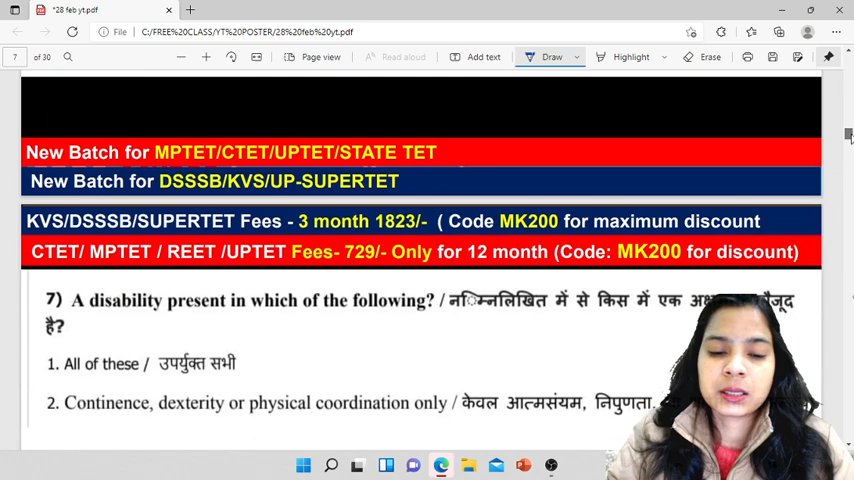 *28 feb yt.pdf
File C:/FREE%20CLASS/YT%20POSTER/28%20feb%20yt.pdf
7 of 30 Page view Read aloud Add text Draw Highlight Erase
New Batch for MPTET/CTET/UPTET/STATE TET
New Batch for DSSSB/KVS/UP-SUPERTET
KVS/DSSSB/SUPERTET Fees - 3 month 1823/- ( Code MK200 for maximum discount
CTET/ MPTET / REET /UPTET Fees- 729/- Only for 12 month (Code: MK200 for discount)
7) A disability present in which of the following? / निम्नलिखित में से किस में एक
है?
1. All of these / उपर्युक्त सभी
2. Continence, dexterity or physical coordination only / केवल आत्मसंयम, निपुणता.